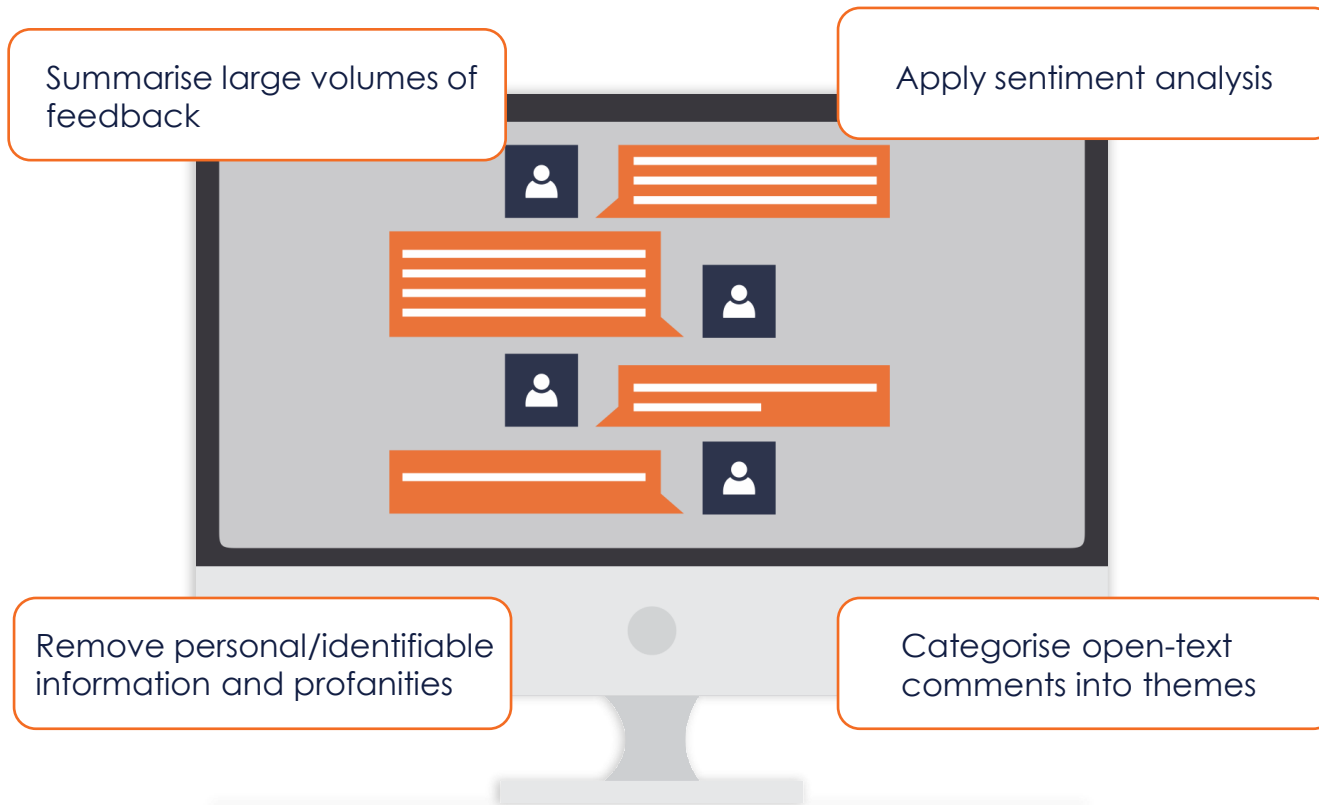 Summarise large volumes of
feedback
Apply sentiment analysis
Remove personal/identifiable
information and profanities
Categorise open-text
comments into themes